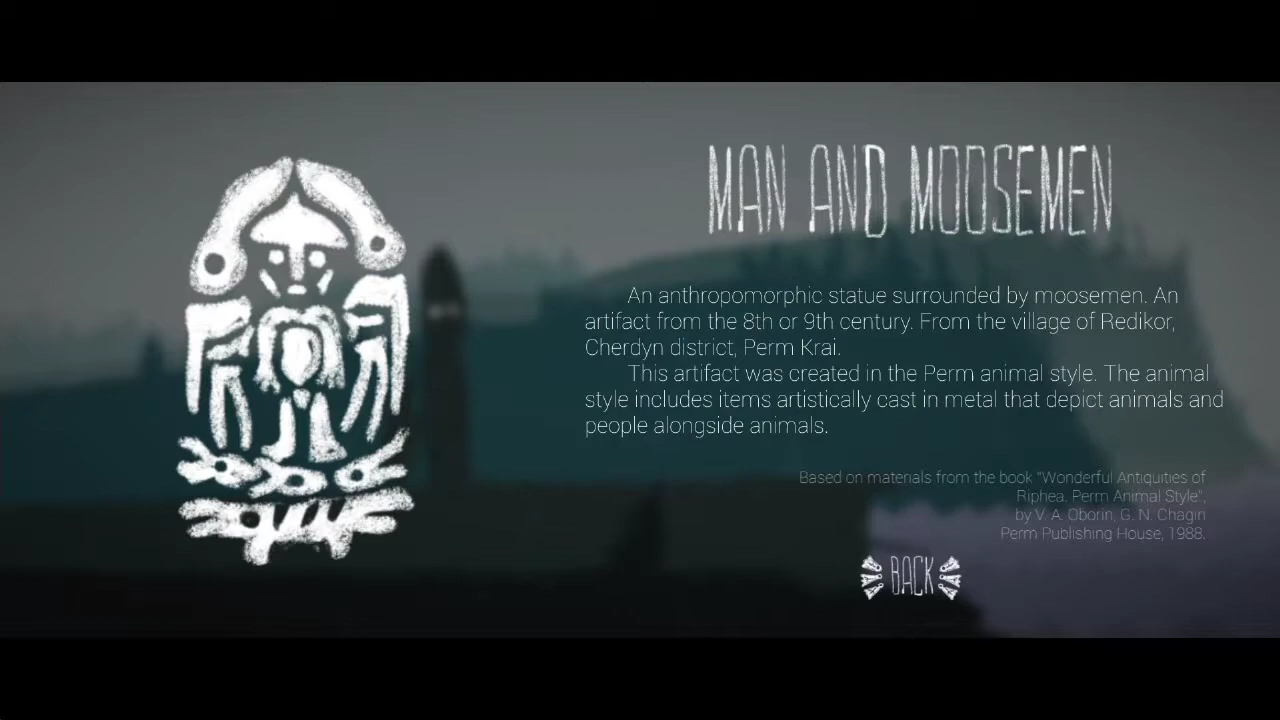 MAN AND MOOSEMEN
An anthropomorphic statue surrounded by moosemen. An
artifact from the 8th or 9th century. From the village of Redikor,
Cherdyn district, Perm Krai.
This artifact was created in the Perm animal style. The animal
style includes items artistically cast in metal that depict animals and
people alongside animals.
Based on materials from the book "Wonderful Antiquities of
Riphea. Perm Animal Style",
by V. A. Oborin, G. N. Chagin
Perm Publishing House, 1988.
BACK